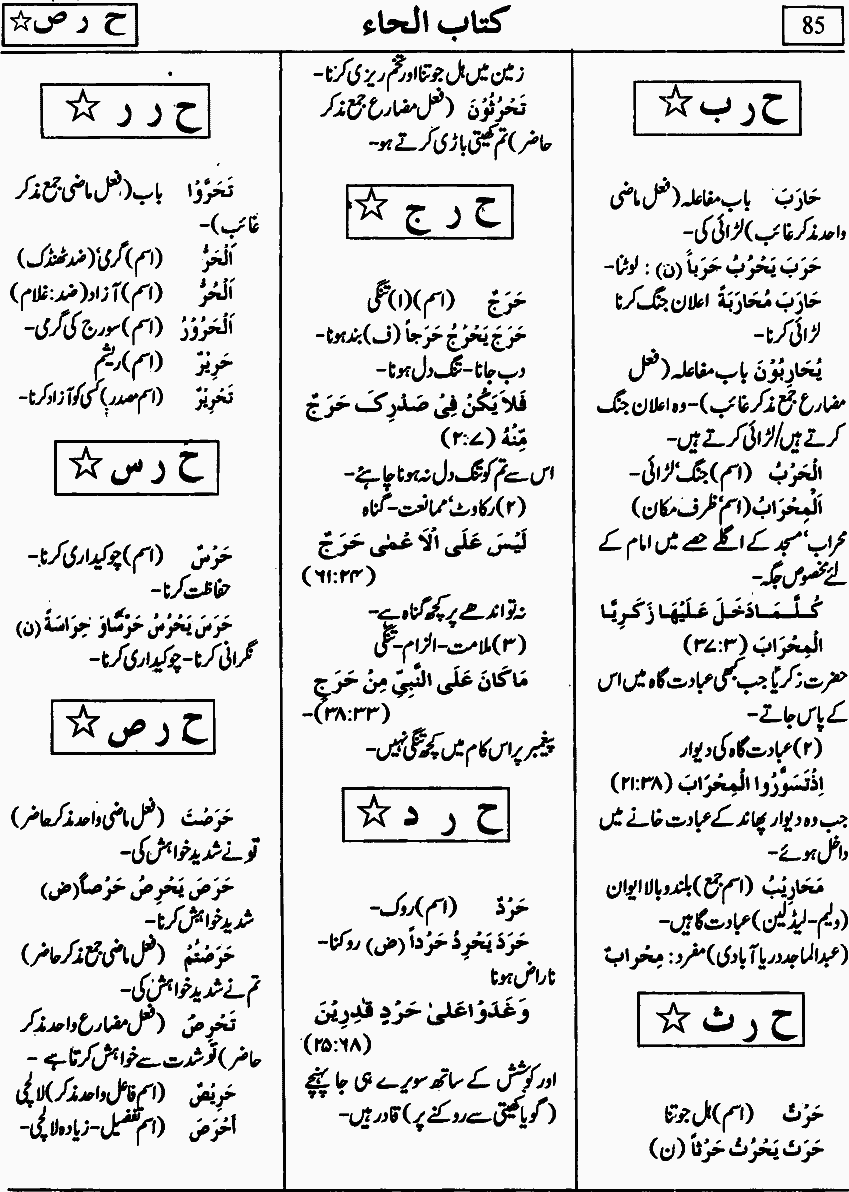 85
کتاب الحاء
ح ر ص ☆
ح ر ب ☆
حَارَبَ باب مفاعلہ (فعل ماضی
واحد مذکر غائب) لڑائی کی۔
حَرَبَ يَحْرُبُ حَرَباً (ن) : لوٹنا۔
حَارَبَ مُحَارَبَةً اعلان جنگ کرنا
لڑائی کرنا۔
يُحَارِبُوْنَ باب مفاعلہ (فعل
مضارع جمع مذکر غائب)۔ وہ اعلان جنگ
کرتے ہیں/لڑائی کرتے ہیں۔
الْحَرْبُ (اسم) جنگ، لڑائی۔
اَلْمِحْرَابُ (اسم، ظرف مکان)
محراب، مسجد کے اگلے حصے میں امام کے
لئے مخصوص جگہ۔
كُلَّمَا دَخَلَ عَلَيْهَا زَكَرِيَّا
الْمِحْرَابَ (۳:۳۷)
حضرت زکریاؑ جب کبھی عبادت گاہ میں اس
کے پاس جاتے۔
(۲) عبادت گاہ کی دیوار
اِذْتَسَوَّرُوا الْمِحْرَابَ (۳۸:۲۱)
جب وہ دیوار پھاند کے عبادت خانے میں
داخل ہوئے۔
مَحَارِيْبُ (اسم جمع) بلند و بالا ایوان
(ولیم۔ لیڈلین) عبادت گاہیں۔
(عبدالماجد دریا آبادی) مفرد : مِحْرابٌ
ح ر ث ☆
حَرْثٌ (اسم) ہل جوتنا
حَرَثَ يَحْرُثُ حَرْثاً (ن)
زمین میں ہل جوتنا اور تخم ریزی کرنا۔
تَحْرُثُوْنَ (فعل مضارع جمع مذکر
حاضر) تم کھیتی باڑی کرتے ہو۔
ح ر ج ☆
حَرَجٌ (اسم) (۱) تنگی
حَرَجَ يَحْرُجُ حَرَجاً (ف) بند ہونا۔
دب جانا۔ تنگ دل ہونا۔
فَلاَ يَكُنْ فِىْ صَدْرِكَ حَرَجٌ
مِّنْهُ (۷:۲)
اس سے تم کو تنگ دل نہ ہونا چاہئے۔
(۲) رکاوٹ، ممانعت۔ گناہ
لَيْسَ عَلَى الْاَ عْمٰى حَرَجٌ
(۲۴:۶۱)
نہ تو اندھے پر کچھ گناہ ہے۔
(۳) ملامت۔ الزام۔ تنگی
مَا كَانَ عَلَى النَّبِيِّ مِنْ حَرَجٍ
(۳۳:۳۸)۔
پیغمبر پر اس کام میں کچھ تنگی نہیں۔
ح ر د ☆
حَرْدٌ (اسم) روک۔
حَرَدَ يَحْرِدُ حَرْداً (ض) روکنا۔
ناراض ہونا
وَغَدَوْا عَلىٰ حَرْدٍ قٰدِرِيْنَ
(۶۸:۲۵)
اور کوشش کے ساتھ سویرے ہی جا پہنچے
(گویا کھیتی سے روکنے پر) قادر ہیں۔
ح ر ر ☆
تَحَرَّوْا باب (فعل ماضی جمع مذکر
غائب)۔
اَلْحَرُّ (اسم) گرمی، (ضد ٹھنڈک)
اَلْحُرُّ (اسم) آزاد (ضد : غلام)
اَلْحَرُوْرُ (اسم) سورج کی گرمی۔
حَرِيْرٌ (اسم) ریشم
تَحْرِيْرٌ (اسم مصدر) کسی کو آزاد کرنا۔
ح ر س ☆
حَرْسٌ (اسم) چوکیداری کرنا۔
حفاظت کرنا۔
حَرَسَ يَحْرُسُ حَرْسًاو حِرَاسَةً (ن)
نگرانی کرنا۔ چوکیداری کرنا۔
ح ر ص ☆
حَرَصْتَ (فعل ماضی واحد مذکر حاضر)
تو نے شدید خواہش کی۔
حَرَصَ يَحْرِصُ حَرْصاً (ض)
شدید خواہش کرنا۔
حَرَصْتُمْ (فعل ماضی جمع مذکر حاضر)
تم نے شدید خواہش کی۔
تَحْرِصُ (فعل مضارع واحد مذکر
حاضر) تو شدت سے خواہش کرتا ہے ۔
حَرِيْصٌ (اسم فاعل واحد مذکر) لالچی
اَحْرَصَ (اسم تفضیل۔ زیادہ لالچی۔